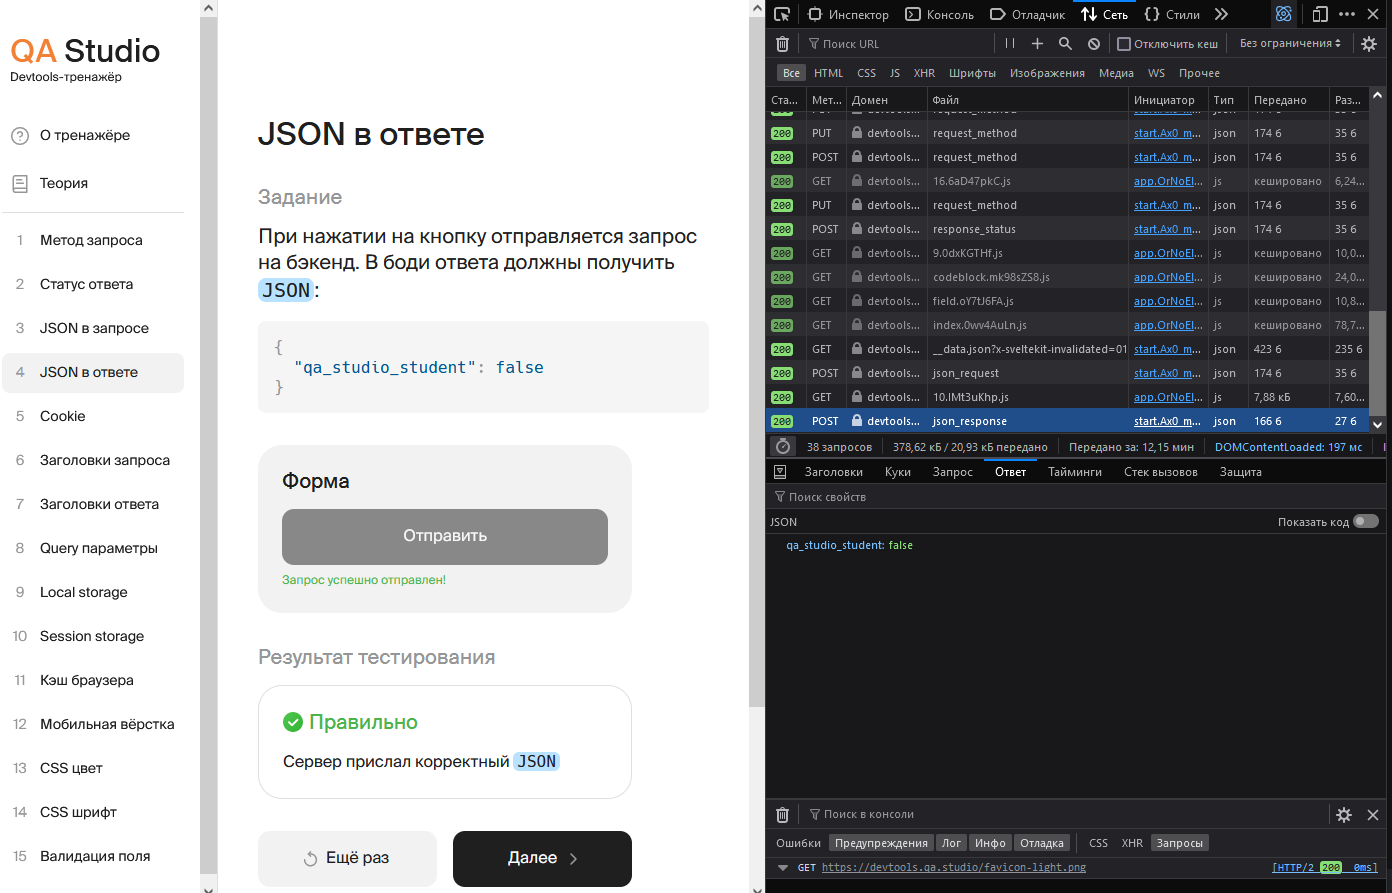 QA Studio
Devtools-тренажёр
О тренажёре
Теория
1 Метод запроса
2 Статус ответа
3 JSON в запросе
4 JSON в ответе
5 Cookie
6 Заголовки запроса
7 Заголовки ответа
8 Query параметры
9 Local storage
10 Session storage
11 Кэш браузера
12 Мобильная вёрстка
13 CSS цвет
14 CSS шрифт
15 Валидация поля
JSON в ответе
Задание
При нажатии на кнопку отправляется запрос
на бэкенд. В боди ответа должны получить
JSON:
{
"qa_studio_student": false
}
Форма
Отправить
Запрос успешно отправлен!
Результат тестирования
Правильно
Сервер прислал корректный JSON
Ещё раз
Далее
Инспектор Консоль Отладчик Сеть Стили
Поиск URL Отключить кеш Без ограничения
Все HTML CSS JS XHR Шрифты Изображения Медиа WS Прочее
Ста... Мет... Домен Файл Инициатор Тип Передано Раз...
200 PUT devtools... request_method start.Ax0_m... json 174 б 35 б
200 POST devtools... request_method start.Ax0_m... json 174 б 35 б
200 GET devtools... 16.6aD47pkC.js app.OrNoEl... js кешировано 6,24...
200 PUT devtools... request_method start.Ax0_m... json 174 б 35 б
200 POST devtools... response_status start.Ax0_m... json 174 б 35 б
200 GET devtools... 9.0dxKGTHf.js app.OrNoEl... js кешировано 10,0...
200 GET devtools... codeblock.mk98sZS8.js app.OrNoEl... js кешировано 24,0...
200 GET devtools... field.oY7tJ6FA.js app.OrNoEl... js кешировано 10,8...
200 GET devtools... index.0wv4AuLn.js app.OrNoEl... js кешировано 78,7...
200 GET devtools... __data.json?x-sveltekit-invalidated=01 start.Ax0_m... json 423 б 235 б
200 POST devtools... json_request start.Ax0_m... json 174 б 35 б
200 GET devtools... 10.IMt3uKhp.js app.OrNoEl... js 7,88 кБ 7,60...
200 POST devtools... json_response start.Ax0_m... json 166 б 27 б
38 запросов 378,62 кБ / 20,93 кБ передано Передано за: 12,15 мин DOMContentLoaded: 197 мс
Заголовки Куки Запрос Ответ Тайминги Стек вызовов Защита
Поиск свойств
JSON Показать код
qa_studio_student: false
Поиск в консоли
Ошибки Предупреждения Лог Инфо Отладка CSS XHR Запросы
GET https://devtools.qa.studio/favicon-light.png [HTTP/2 200 0ms]